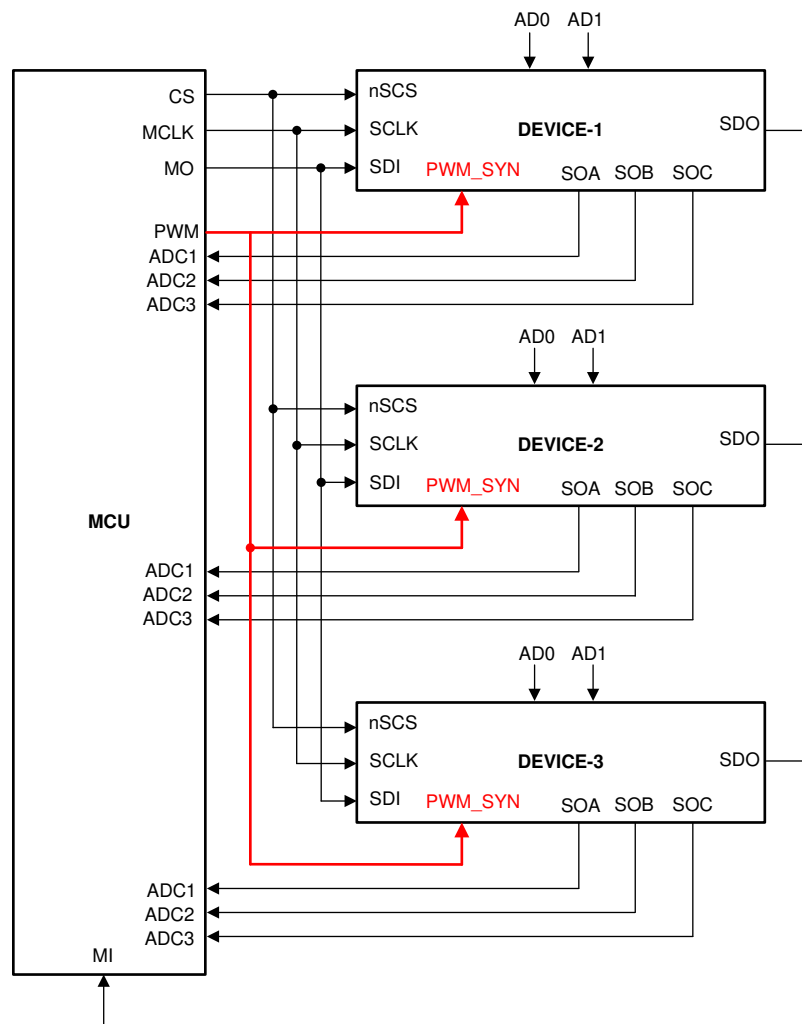 AD0 AD1
CS nSCS
MCLK SCLK DEVICE-1 SDO
MO SDI PWM_SYN SOA SOB SOC
PWM
ADC1
ADC2
ADC3
AD0 AD1
nSCS
SCLK DEVICE-2 SDO
SDI PWM_SYN SOA SOB SOC
MCU
ADC1
ADC2
ADC3
AD0 AD1
nSCS
SCLK DEVICE-3 SDO
SDI PWM_SYN SOA SOB SOC
ADC1
ADC2
ADC3
MI